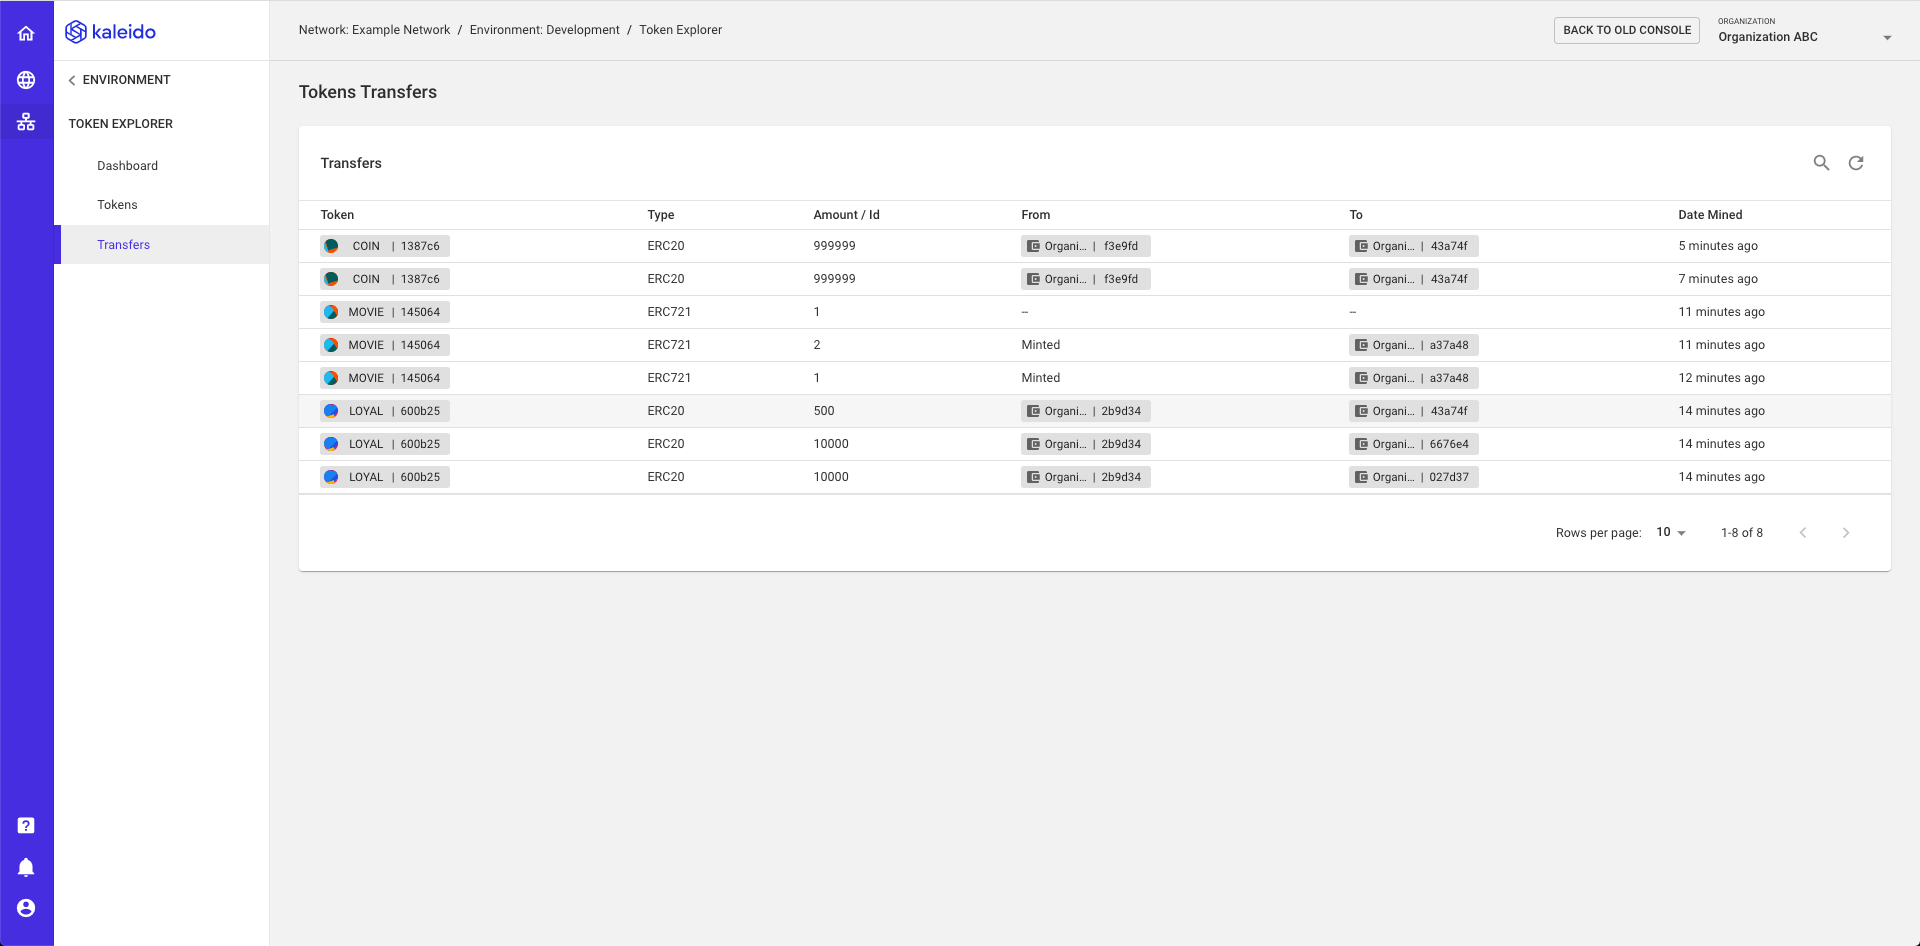 kaleido
Network: Example Network / Environment: Development / Token Explorer
BACK TO OLD CONSOLE
ORGANIZATION
Organization ABC
ENVIRONMENT
TOKEN EXPLORER
Dashboard
Tokens
Transfers
Tokens Transfers
Transfers
Token Type Amount / Id From To Date Mined
COIN | 1387c6 ERC20 999999 Organi... | f3e9fd Organi... | 43a74f 5 minutes ago
COIN | 1387c6 ERC20 999999 Organi... | f3e9fd Organi... | 43a74f 7 minutes ago
MOVIE | 145064 ERC721 1 -- -- 11 minutes ago
MOVIE | 145064 ERC721 2 Minted Organi... | a37a48 11 minutes ago
MOVIE | 145064 ERC721 1 Minted Organi... | a37a48 12 minutes ago
LOYAL | 600b25 ERC20 500 Organi... | 2b9d34 Organi... | 43a74f 14 minutes ago
LOYAL | 600b25 ERC20 10000 Organi... | 2b9d34 Organi... | 6676e4 14 minutes ago
LOYAL | 600b25 ERC20 10000 Organi... | 2b9d34 Organi... | 027d37 14 minutes ago
Rows per page: 10 1-8 of 8